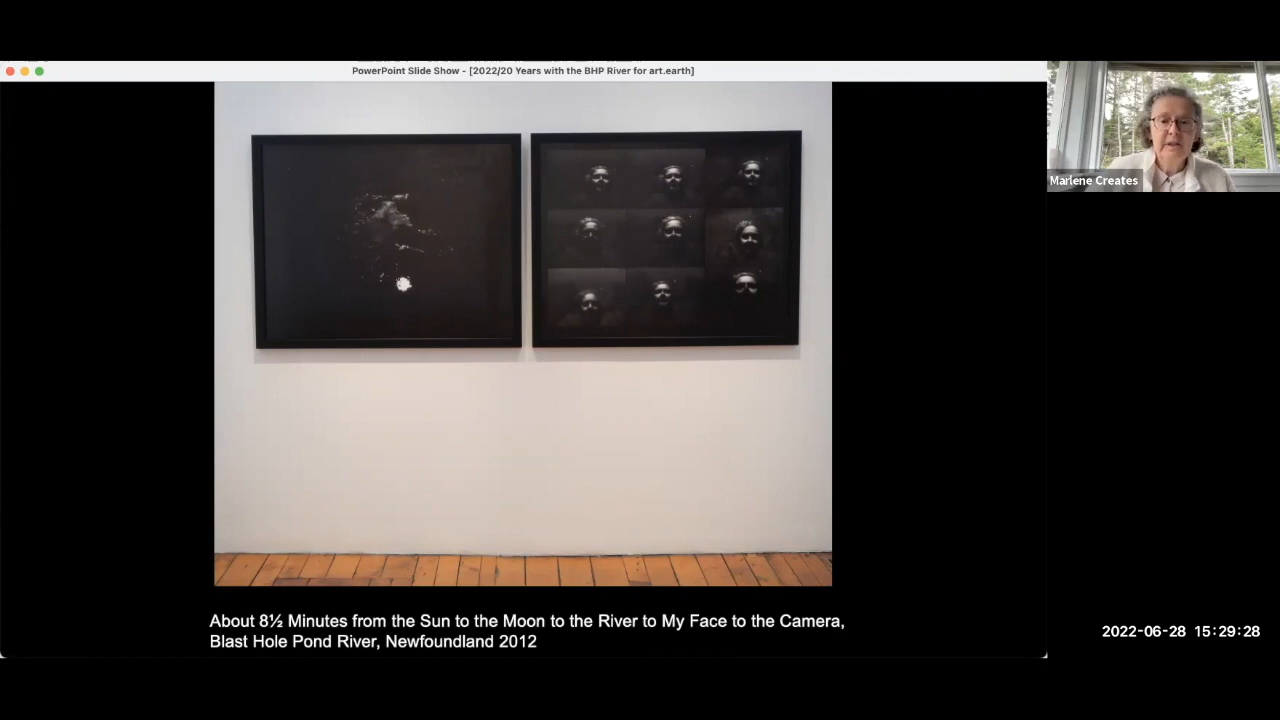 PowerPoint Slide Show - [2022/20 Years with the BHP River for art.earth]
Marlene Creates
About 8½ Minutes from the Sun to the Moon to the River to My Face to the Camera,
Blast Hole Pond River, Newfoundland 2012
2022-06-28 15:29:28